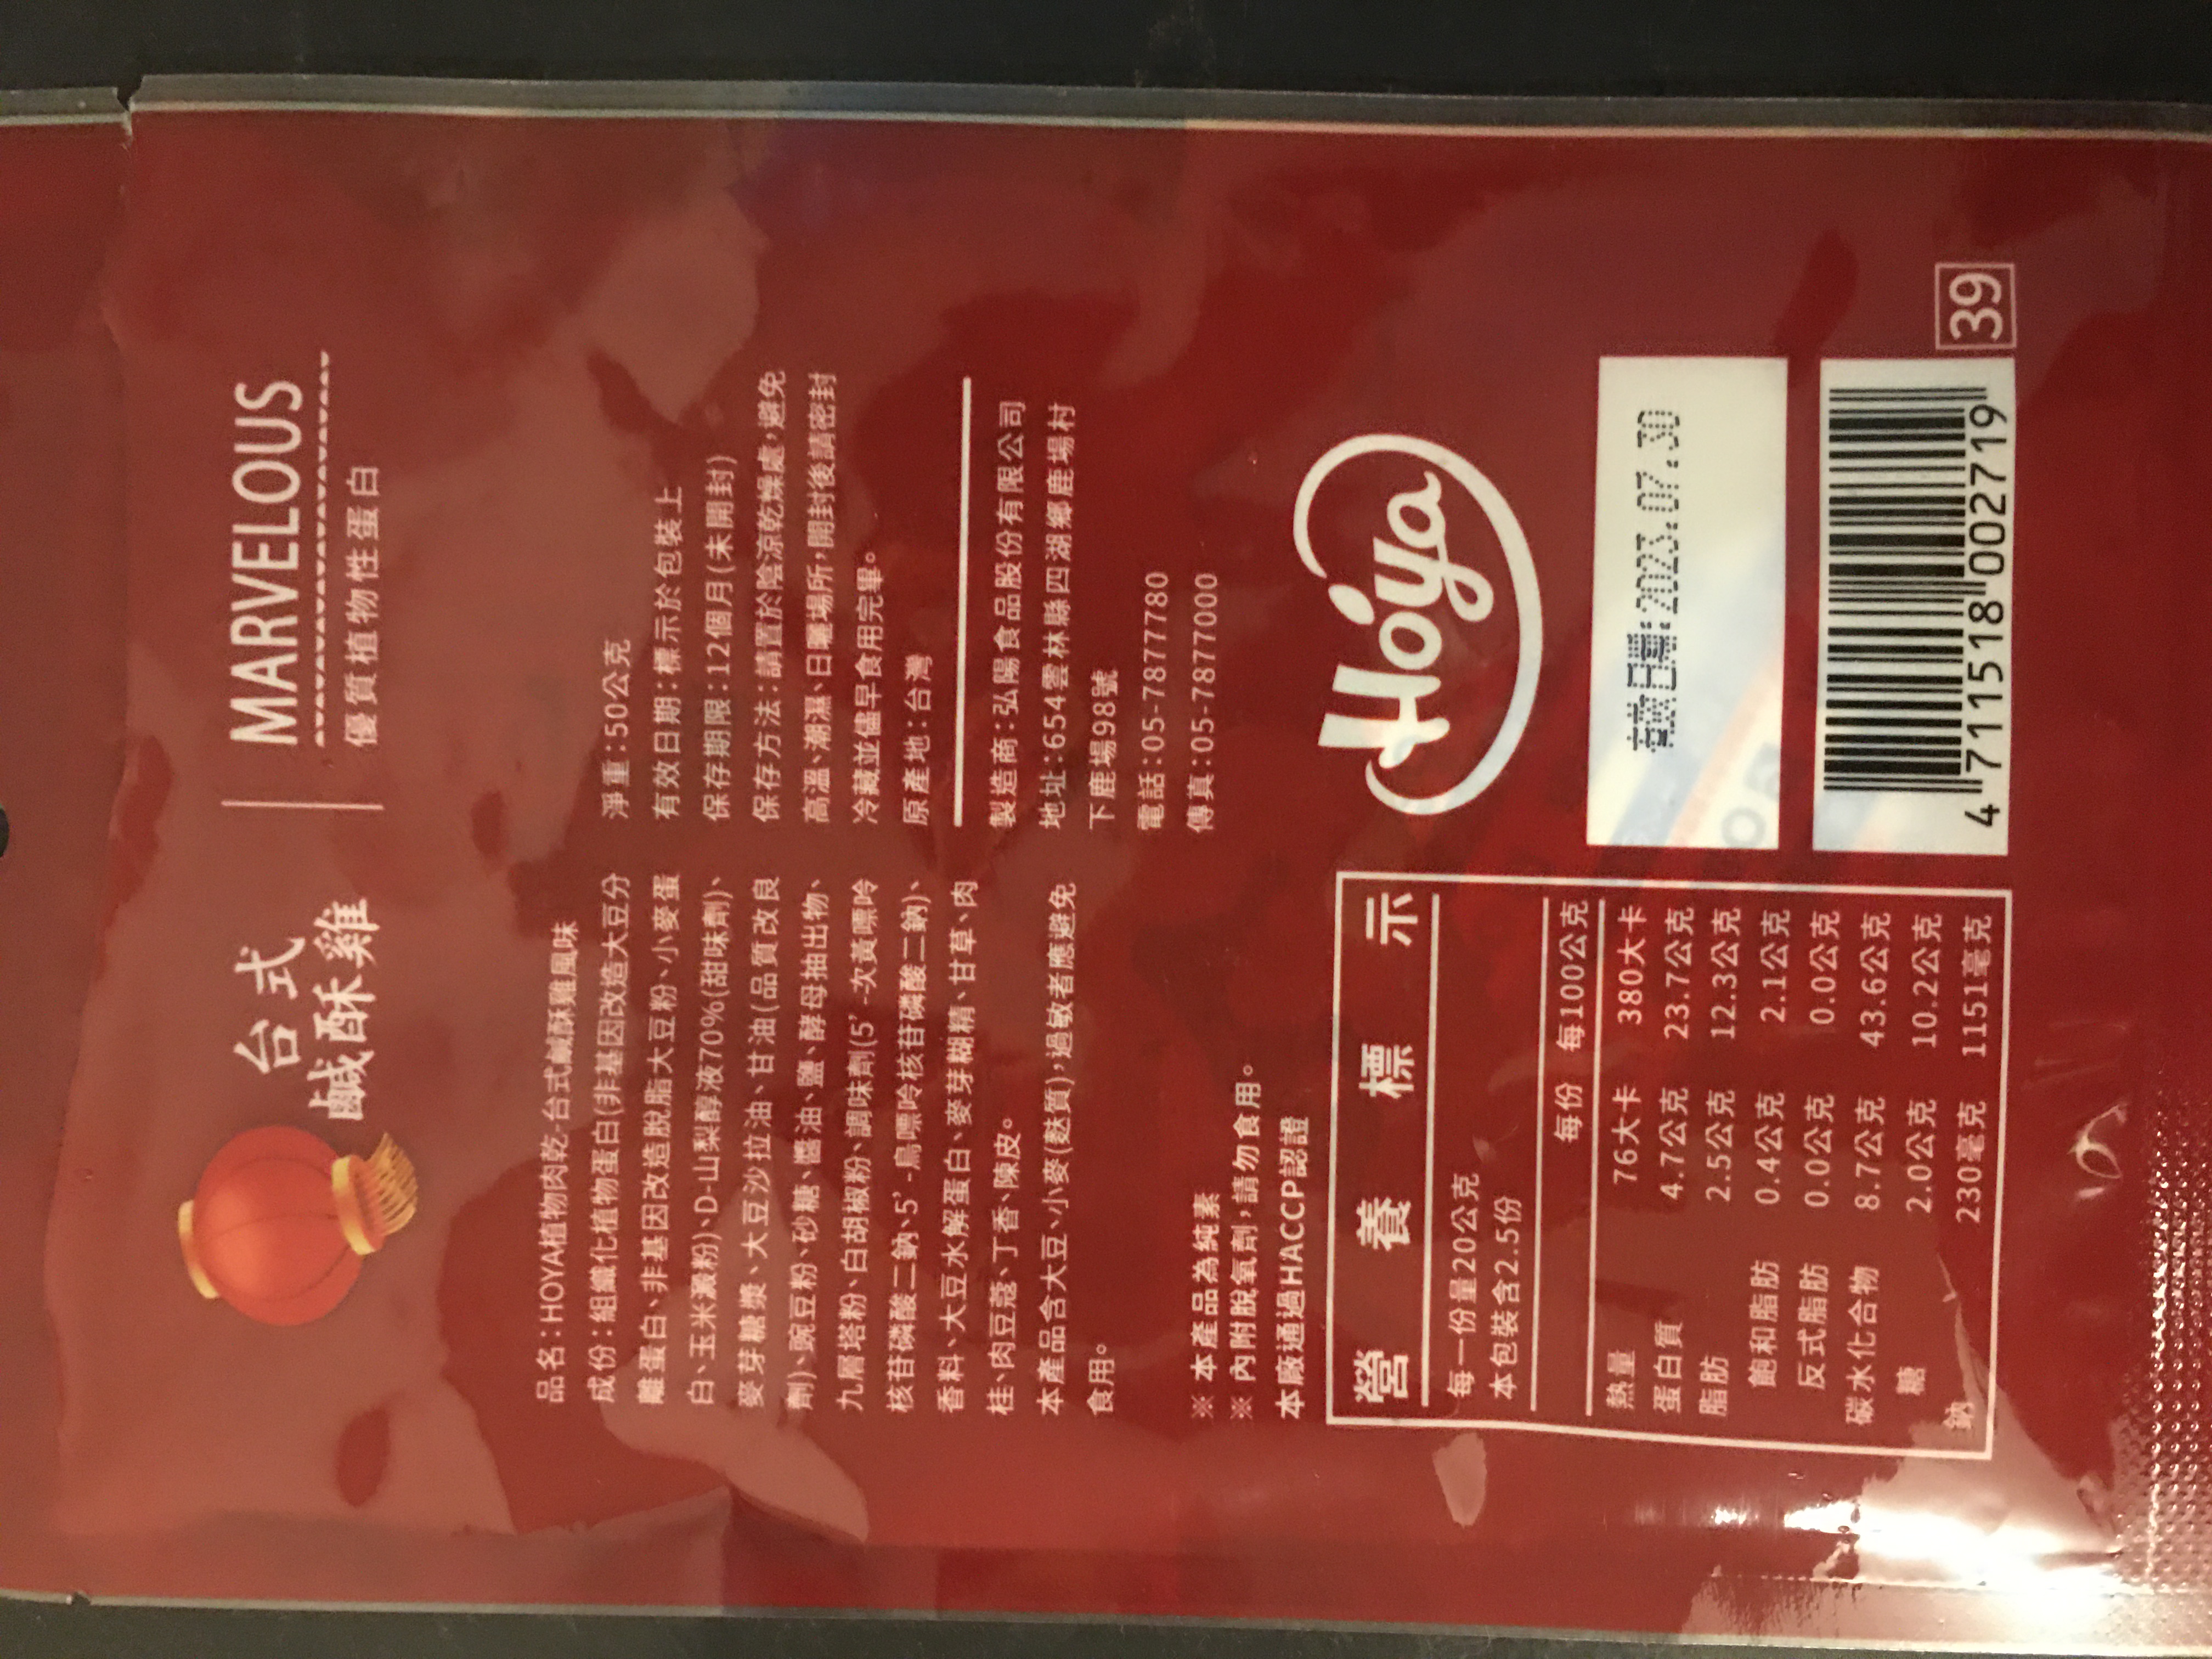 台式
鹹酥雞
MARVELOUS
優質植物性蛋白
品名：HOYA植物肉乾-台式鹹酥雞風味
成份：組織化植物蛋白(非基因改造大豆分
離蛋白、非基因改造脫脂大豆粉、小麥蛋
白、玉米澱粉)、D-山梨醇液70%(甜味劑)、
麥芽糖漿、大豆沙拉油、甘油(品質改良
劑)、豌豆粉、砂糖、醬油、鹽、酵母抽出物、
九層塔粉、白胡椒粉、調味劑(5’-次黃嘌呤
核苷磷酸二鈉、5’-鳥嘌呤核苷磷酸二鈉)、
香料、大豆水解蛋白、麥芽糊精、甘草、肉
桂、肉豆蔻、丁香、陳皮。
本產品含大豆、小麥(麩質)，過敏者應避免
食用。
※ 本產品為純素
※ 內附脫氧劑，請勿食用。
本廠通過HACCP認證
淨重：50公克
有效日期：標示於包裝上
保存期限：12個月(未開封)
保存方法：請置於陰涼乾燥處，避免
高溫、潮濕、日曬場所，開封後請密封
冷藏並儘早食用完畢。
原產地：台灣
製造商：弘陽食品股份有限公司
地址：654雲林縣四湖鄉鹿場村
下鹿場98號
電話：05-7877780
傳真：05-7877000
Hoya
營養標示
每一份量20公克
本包裝含2.5份
每份 每100公克
熱量 76大卡 380大卡
蛋白質 4.7公克 23.7公克
脂肪 2.5公克 12.3公克
飽和脂肪 0.4公克 2.1公克
反式脂肪 0.0公克 0.0公克
碳水化合物 8.7公克 43.6公克
糖 2.0公克 10.2公克
鈉 230毫克 1151毫克
有效日期:2023.07.30
4 711518 002719
39